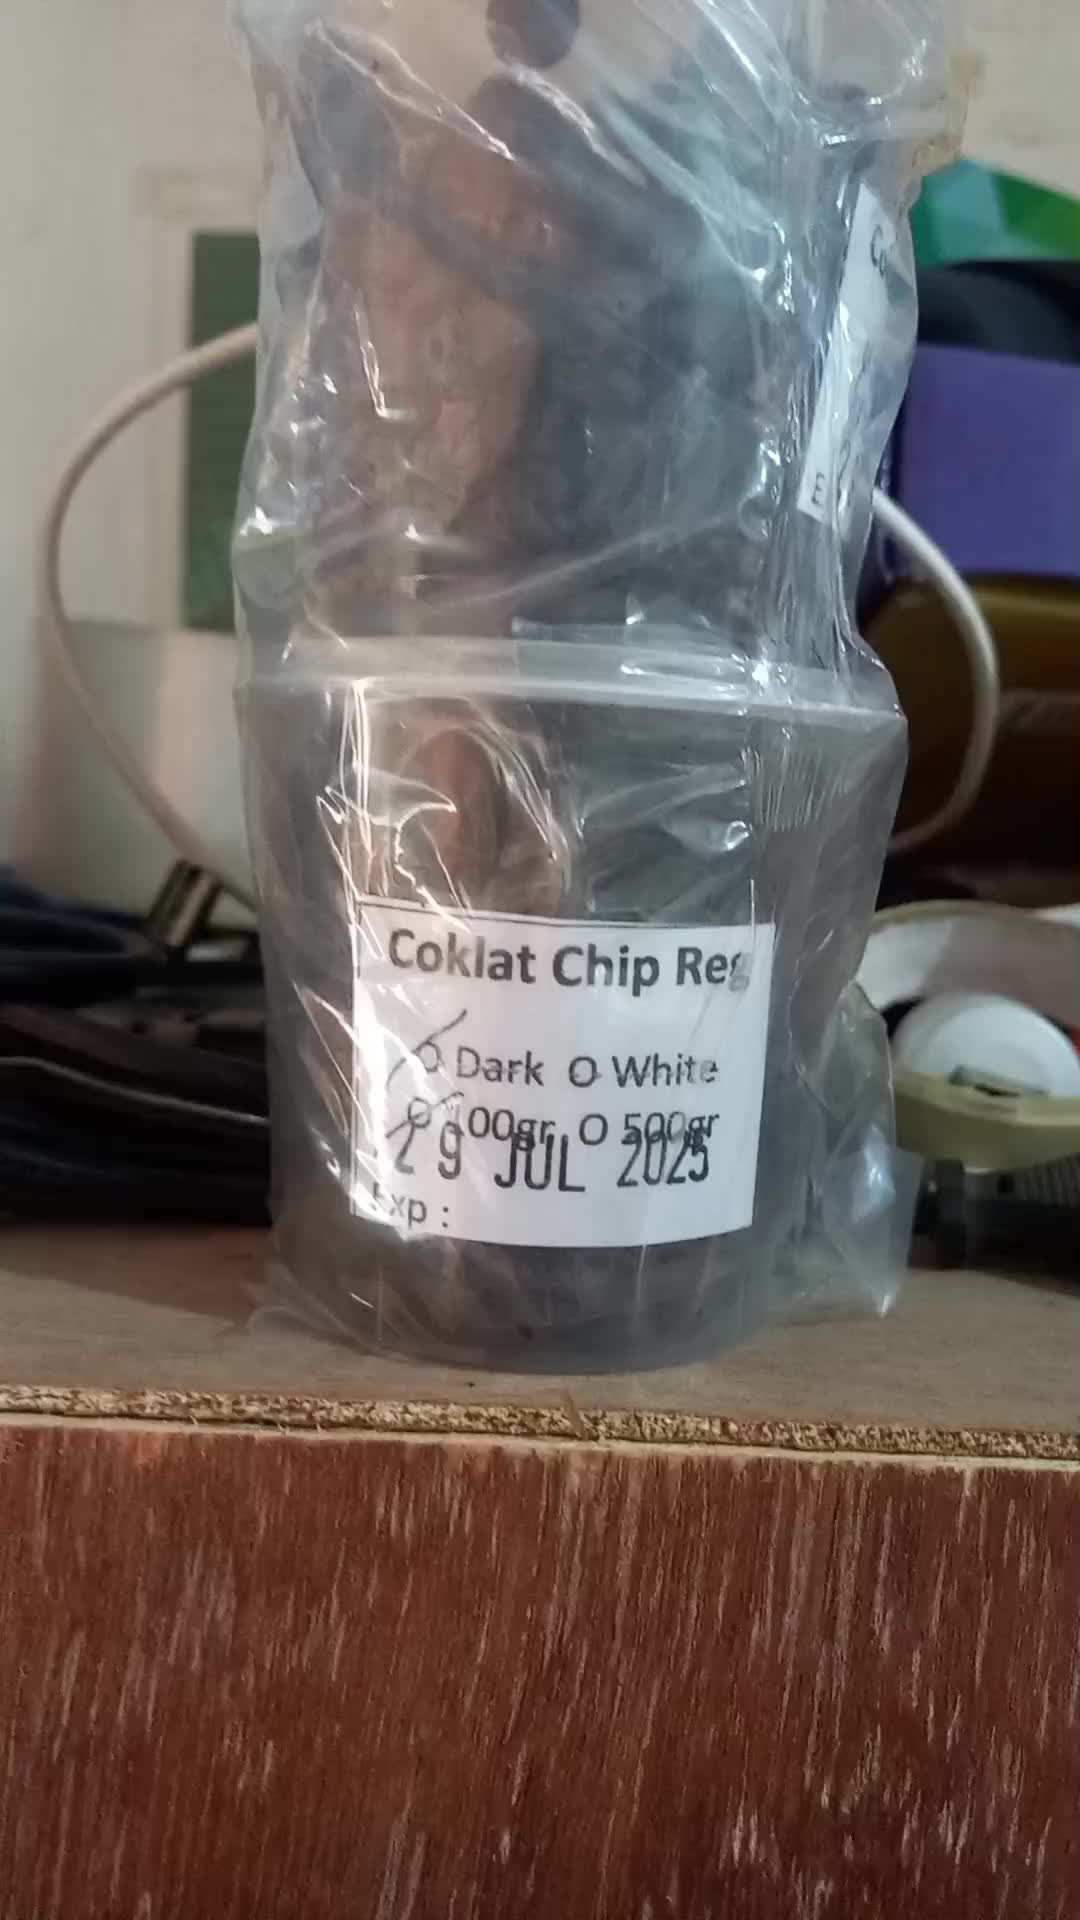 Coklat Chip Reg
O Dark O White
O 100gr O 500gr
29 JUL 2025
Exp :